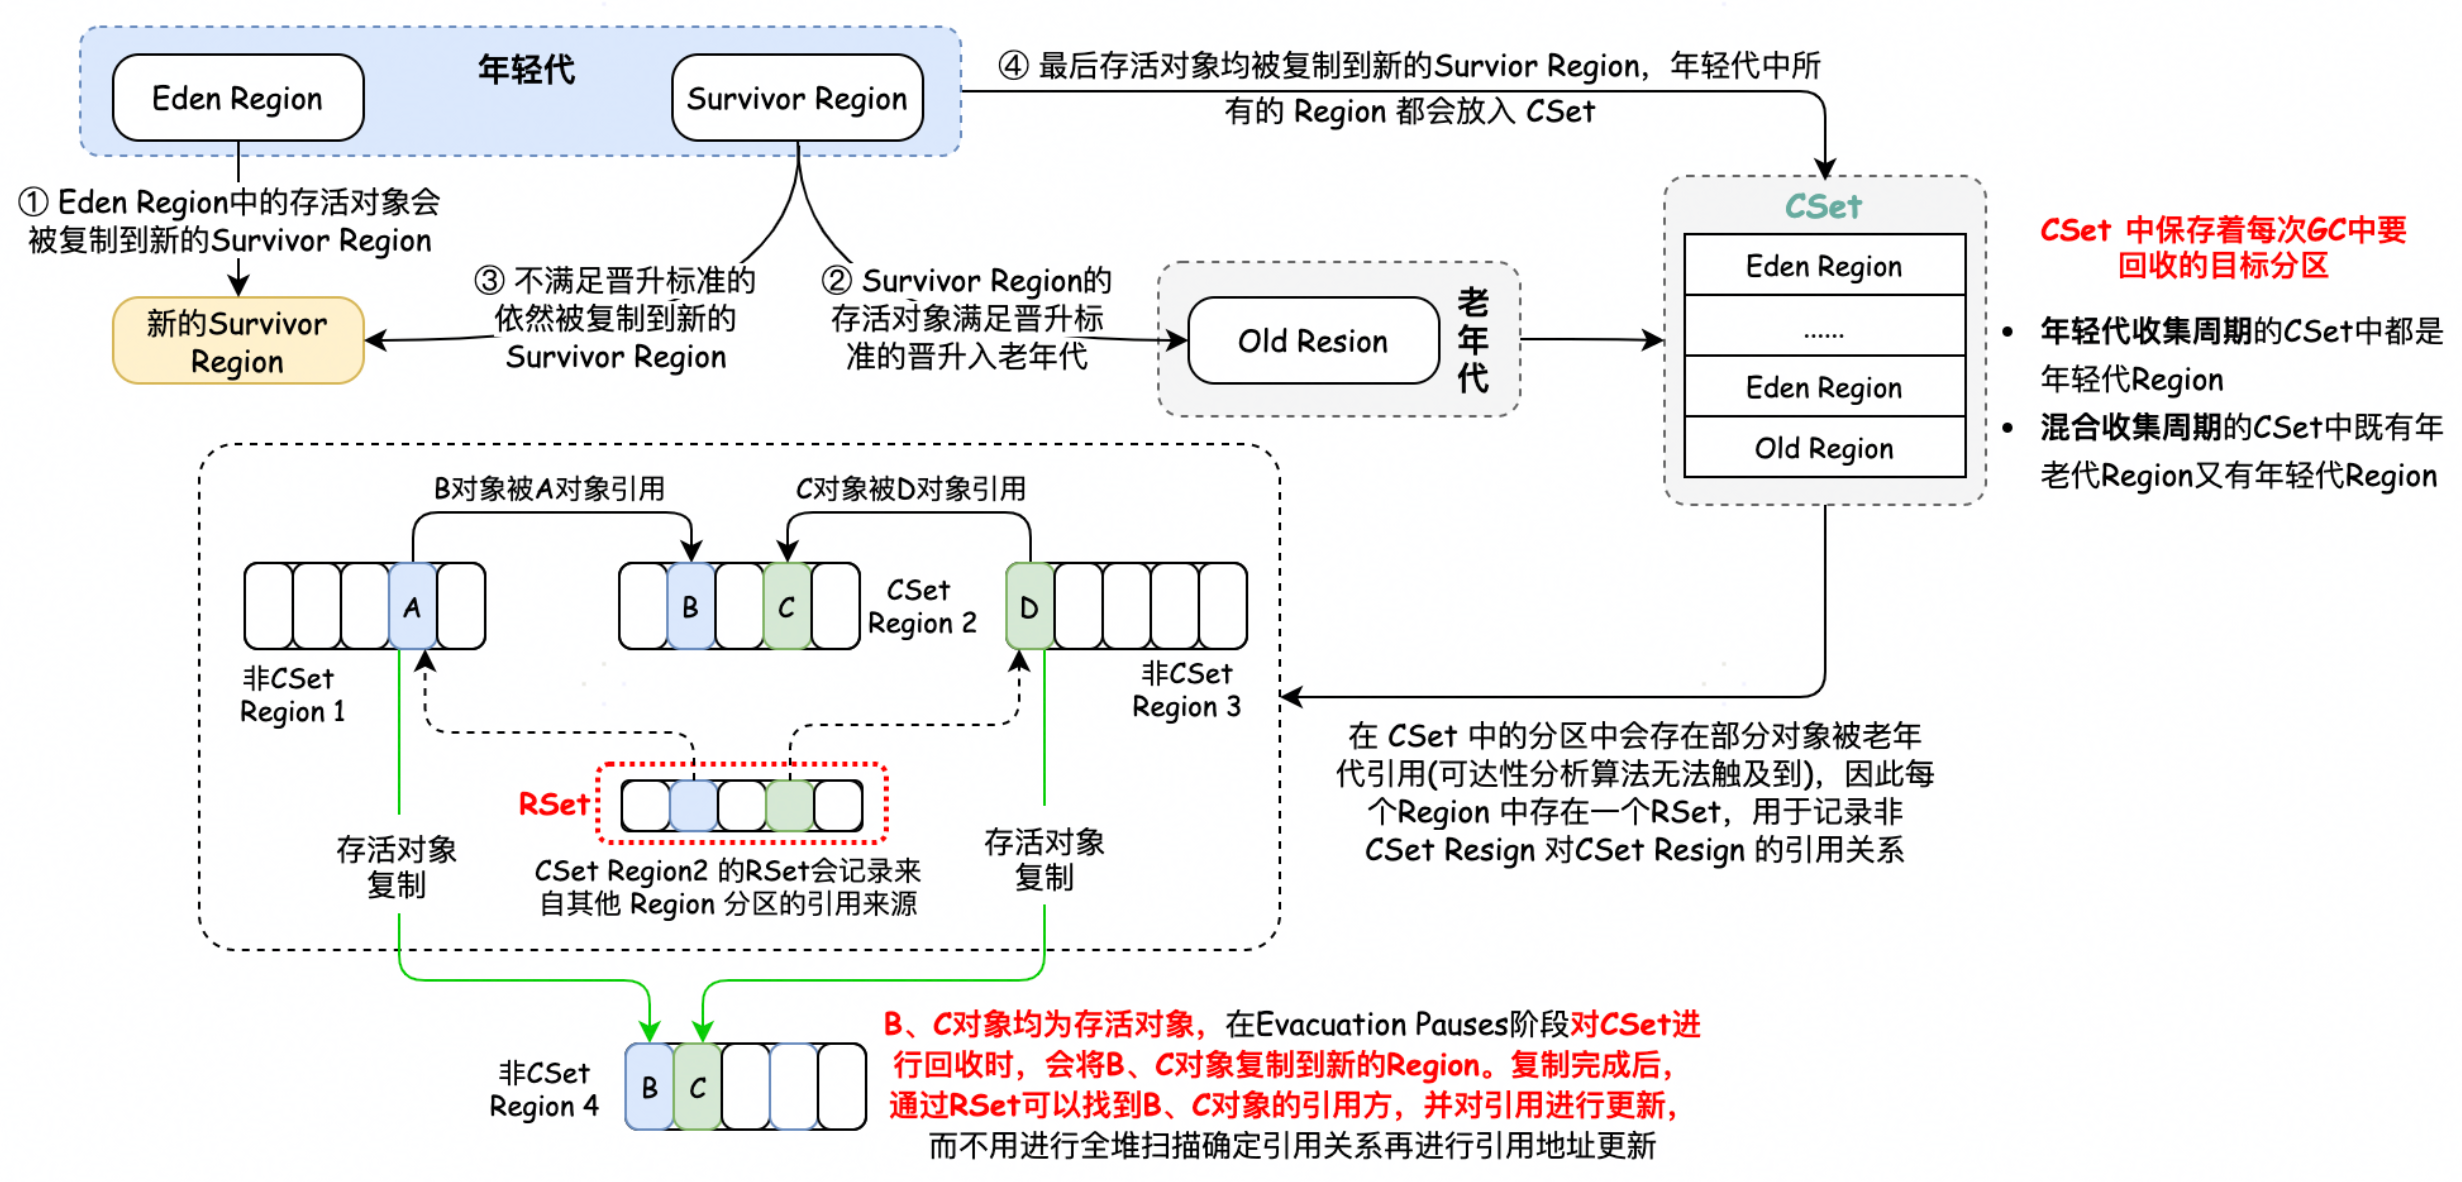 年轻代
Eden Region
Survivor Region
④ 最后存活对象均被复制到新的Survior Region，年轻代中所
有的 Region 都会放入 CSet
① Eden Region中的存活对象会
被复制到新的Survivor Region
③ 不满足晋升标准的
依然被复制到新的
Survivor Region
② Survivor Region的
存活对象满足晋升标
准的晋升入老年代
新的Survivor
Region
Old Resion
老
年
代
CSet
Eden Region
......
Eden Region
Old Region
CSet 中保存着每次GC中要
回收的目标分区
• 年轻代收集周期的CSet中都是
年轻代Region
• 混合收集周期的CSet中既有年
老代Region又有年轻代Region
B对象被A对象引用
C对象被D对象引用
A
B
C
CSet
Region 2
D
非CSet
Region 1
非CSet
Region 3
RSet
CSet Region2 的RSet会记录来
自其他 Region 分区的引用来源
存活对象
复制
存活对象
复制
在 CSet 中的分区中会存在部分对象被老年
代引用(可达性分析算法无法触及到)，因此每
个Region 中存在一个RSet，用于记录非
CSet Resign 对CSet Resign 的引用关系
非CSet
Region 4
B
C
B、C对象均为存活对象，在Evacuation Pauses阶段对CSet进
行回收时，会将B、C对象复制到新的Region。复制完成后，
通过RSet可以找到B、C对象的引用方，并对引用进行更新，
而不用进行全堆扫描确定引用关系再进行引用地址更新